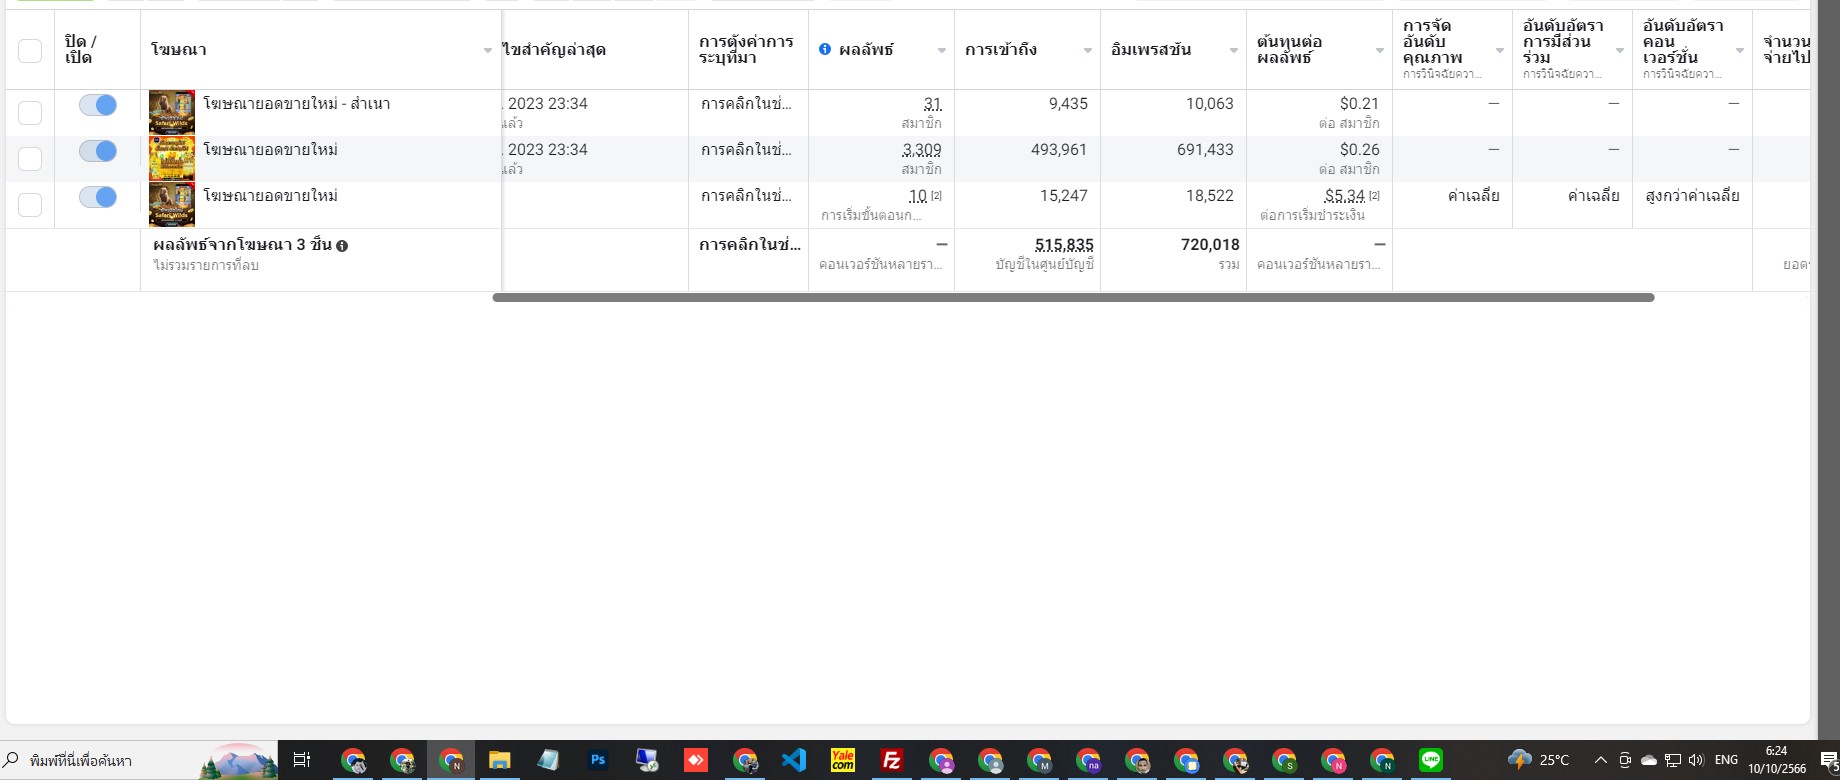 ปิด /
เปิด
โฆษณา
ไขสำคัญล่าสุด
การตั้งค่าการ
ระบุที่มา
ผลลัพธ์
การเข้าถึง
อิมเพรสชั่น
ต้นทุนต่อ
ผลลัพธ์
การจัด
อันดับ
คุณภาพ
การวินิจฉัยควา...
อันดับอัตรา
การมีส่วน
ร่วม
การวินิจฉัยควา...
อันดับอัตรา
คอน
เวอร์ชั่น
การวินิจฉัยควา...
จำนวน
จ่ายไป
โฆษณายอดขายใหม่ - สำเนา
. 2023 23:34
แล้ว
การคลิกในช่...
31
สมาชิก
9,435
10,063
$0.21
ต่อ สมาชิก
—
—
—
โฆษณายอดขายใหม่
. 2023 23:34
แล้ว
การคลิกในช่...
3,309
สมาชิก
493,961
691,433
$0.26
ต่อ สมาชิก
—
—
—
Safari Wilds
โฆษณายอดขายใหม่
การคลิกในช่...
10 [2]
การเริ่มขั้นตอนก...
15,247
18,522
$5.34 [2]
ต่อการเริ่มชำระเงิน
ค่าเฉลี่ย
ค่าเฉลี่ย
สูงกว่าค่าเฉลี่ย
ผลลัพธ์จากโฆษณา 3 ชิ้น
ไม่รวมรายการที่ลบ
การคลิกในช่...
—
คอนเวอร์ชั่นหลายรา...
515,835
บัญชีในศูนย์บัญชี
720,018
รวม
—
คอนเวอร์ชั่นหลายรา...
ยอดร
พิมพ์ที่นี่เพื่อค้นหา
Ps
Yale
com
Fz
LINE
25°C
ENG
6:24
10/10/2566